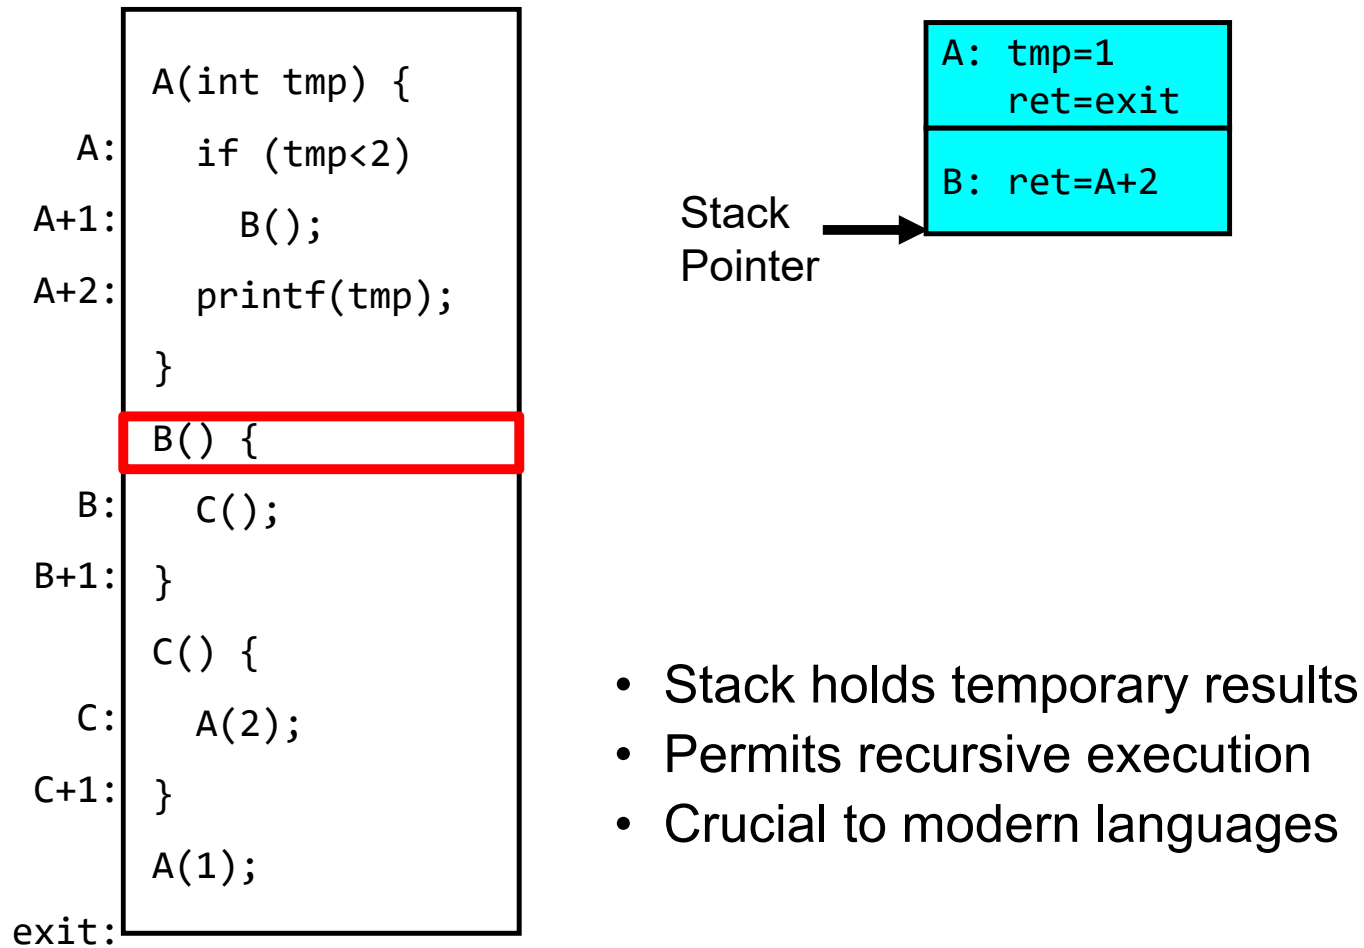 A(int tmp) {
A: if (tmp<2)
A+1: B();
A+2: printf(tmp);
}
B() {
B: C();
B+1: }
C() {
C: A(2);
C+1: }
A(1);
exit:
A: tmp=1
ret=exit
B: ret=A+2
Stack
Pointer
• Stack holds temporary results
• Permits recursive execution
• Crucial to modern languages